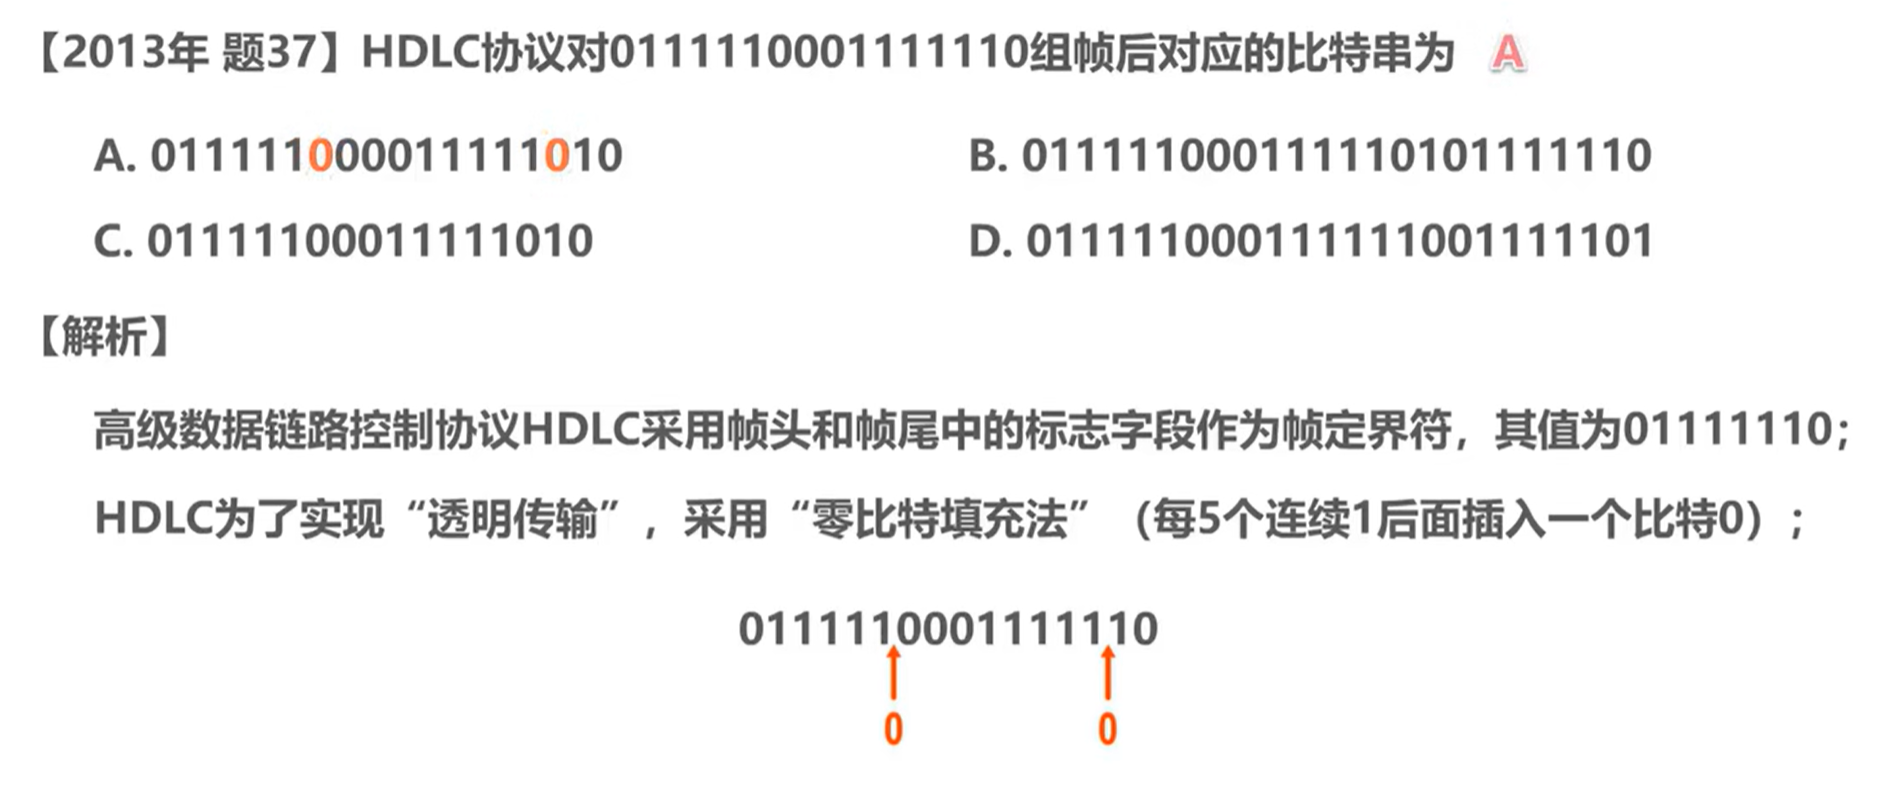 【2013年 题37】HDLC协议对0111110001111110组帧后对应的比特串为 A
A. 011111000011111010 B. 011111000111110101111110
C. 01111100011111010 D. 011111000111111001111101
【解析】
高级数据链路控制协议HDLC采用帧头和帧尾中的标志字段作为帧定界符，其值为01111110；
HDLC为了实现“透明传输”，采用“零比特填充法”（每5个连续1后面插入一个比特0）；
0111110001111110
0 0